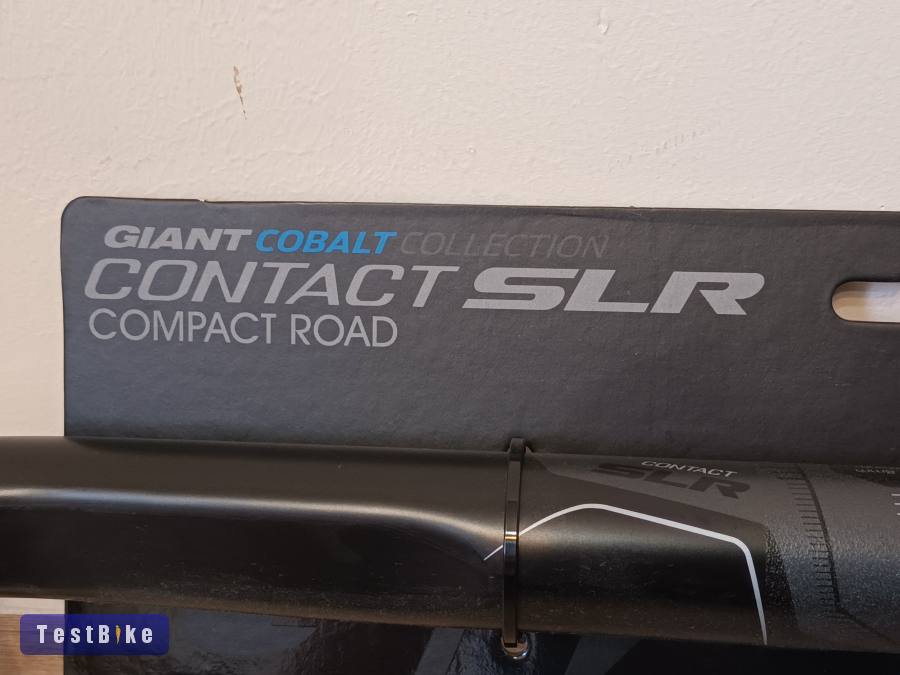 GIANT COBALT COLLECTION
CONTACT SLR
COMPACT ROAD
CONTACT
SLR
TestBike